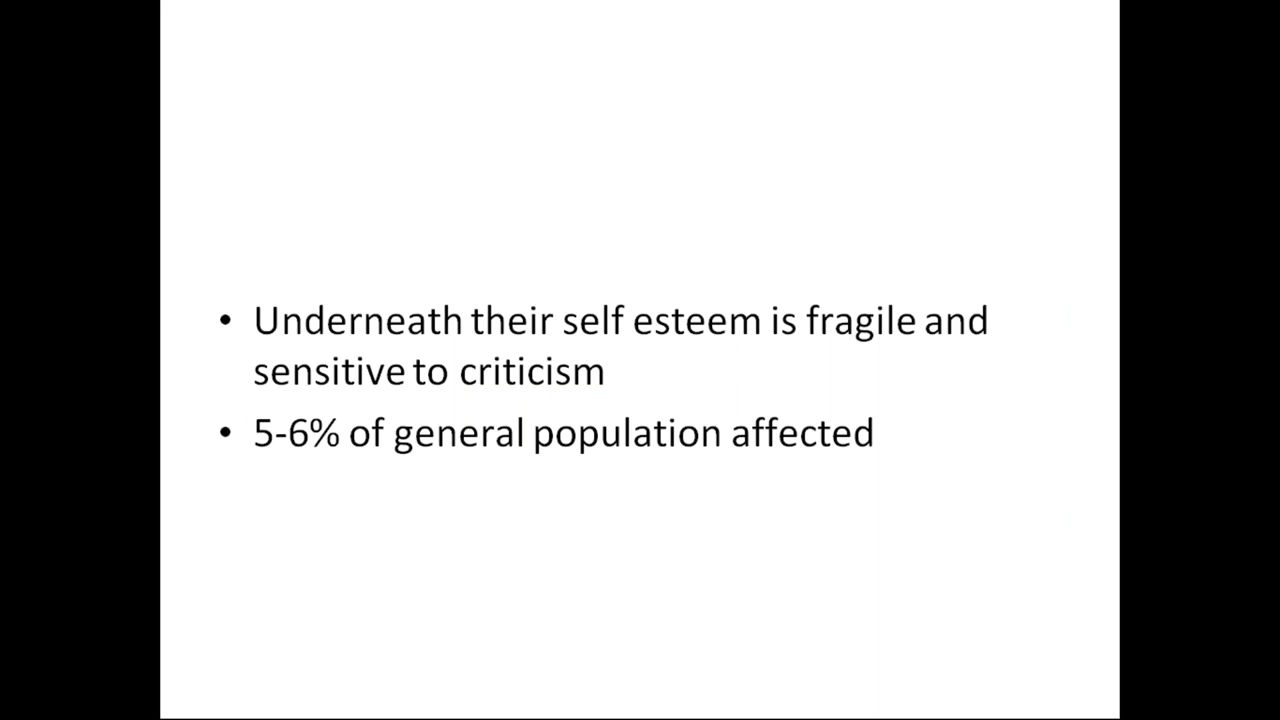 • Underneath their self esteem is fragile and
sensitive to criticism
• 5-6% of general population affected